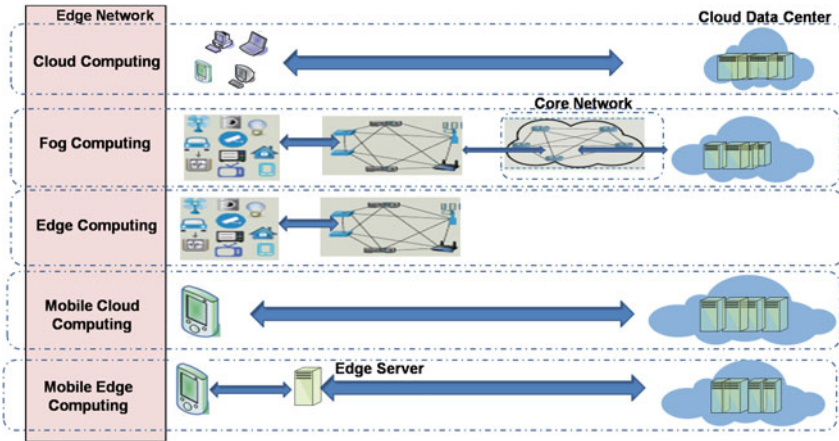 Edge Network
Cloud Data Center
Cloud Computing
Core Network
Fog Computing
Edge Computing
Mobile Cloud
Computing
Edge Server
Mobile Edge
Computing